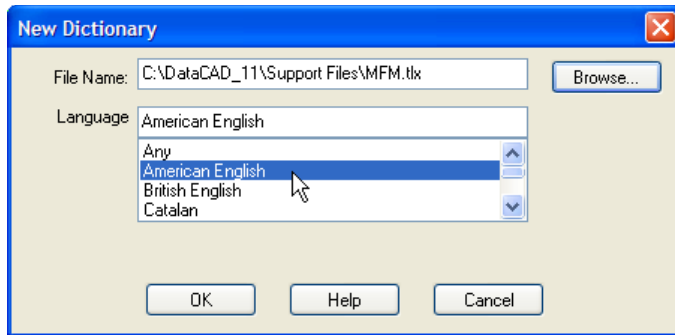 New Dictionary
File Name: C:\DataCAD_11\Support Files\MFM.tlx Browse...
Language American English
Any
American English
British English
Catalan
OK Help Cancel